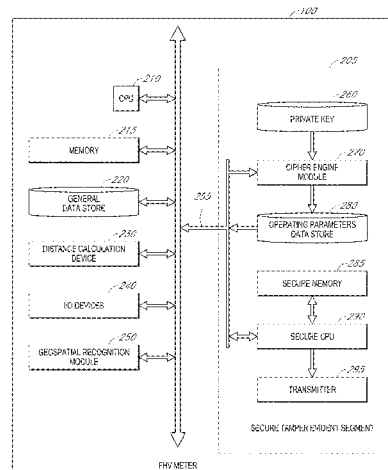 100
205
210
CPU
215
MEMORY
220
GENERAL
DATA STORE
230
DISTANCE CALCULATION
DEVICE
240
I/O DEVICES
250
GEOSPATIAL RECOGNITION
MODULE
255
260
PRIVATE KEY
270
CIPHER ENGINE
MODULE
280
OPERATING PARAMETERS
DATA STORE
285
SECURE MEMORY
290
SECURE CPU
295
TRANSMITTER
SECURE TAMPER EVIDENT SEGMENT
FHV METER